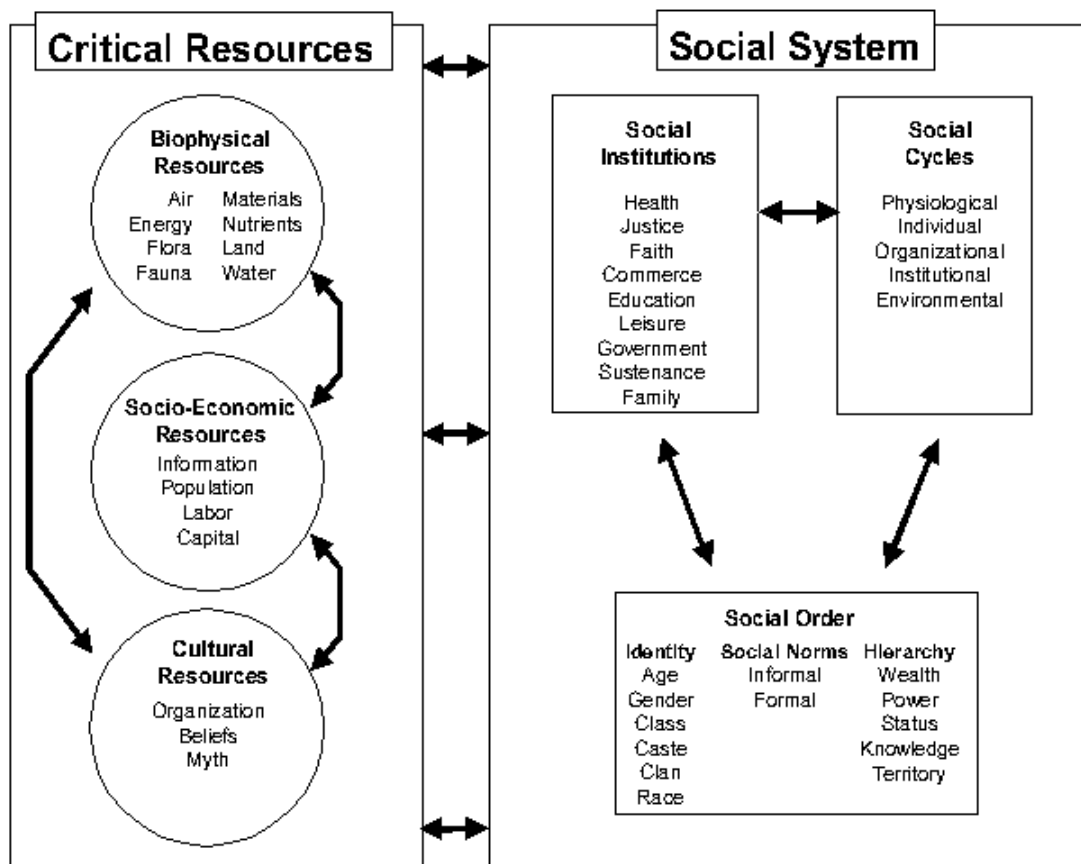 Critical Resources
Biophysical
Resources
Air Materials
Energy Nutrients
Flora Land
Fauna Water
Socio-Economic
Resources
Information
Population
Labor
Capital
Cultural
Resources
Organization
Beliefs
Myth
Social System
Social
Institutions
Health
Justice
Faith
Commerce
Education
Leisure
Government
Sustenance
Family
Social
Cycles
Physiological
Individual
Organizational
Institutional
Environmental
Social Order
Identity Social Norms Hierarchy
Age Informal Wealth
Gender Formal Power
Class Status
Caste Knowledge
Clan Territory
Race